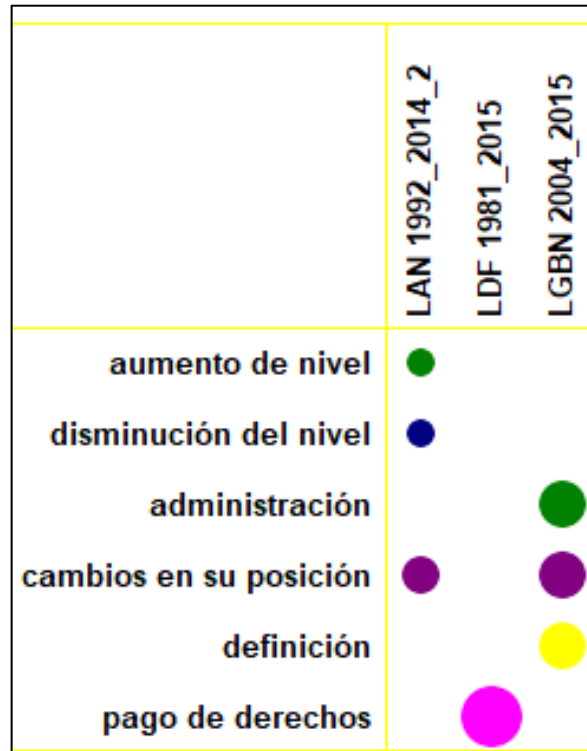 LAN 1992_2014_2
LDF 1981_2015
LGBN 2004_2015
aumento de nivel
disminución del nivel
administración
cambios en su posición
definición
pago de derechos